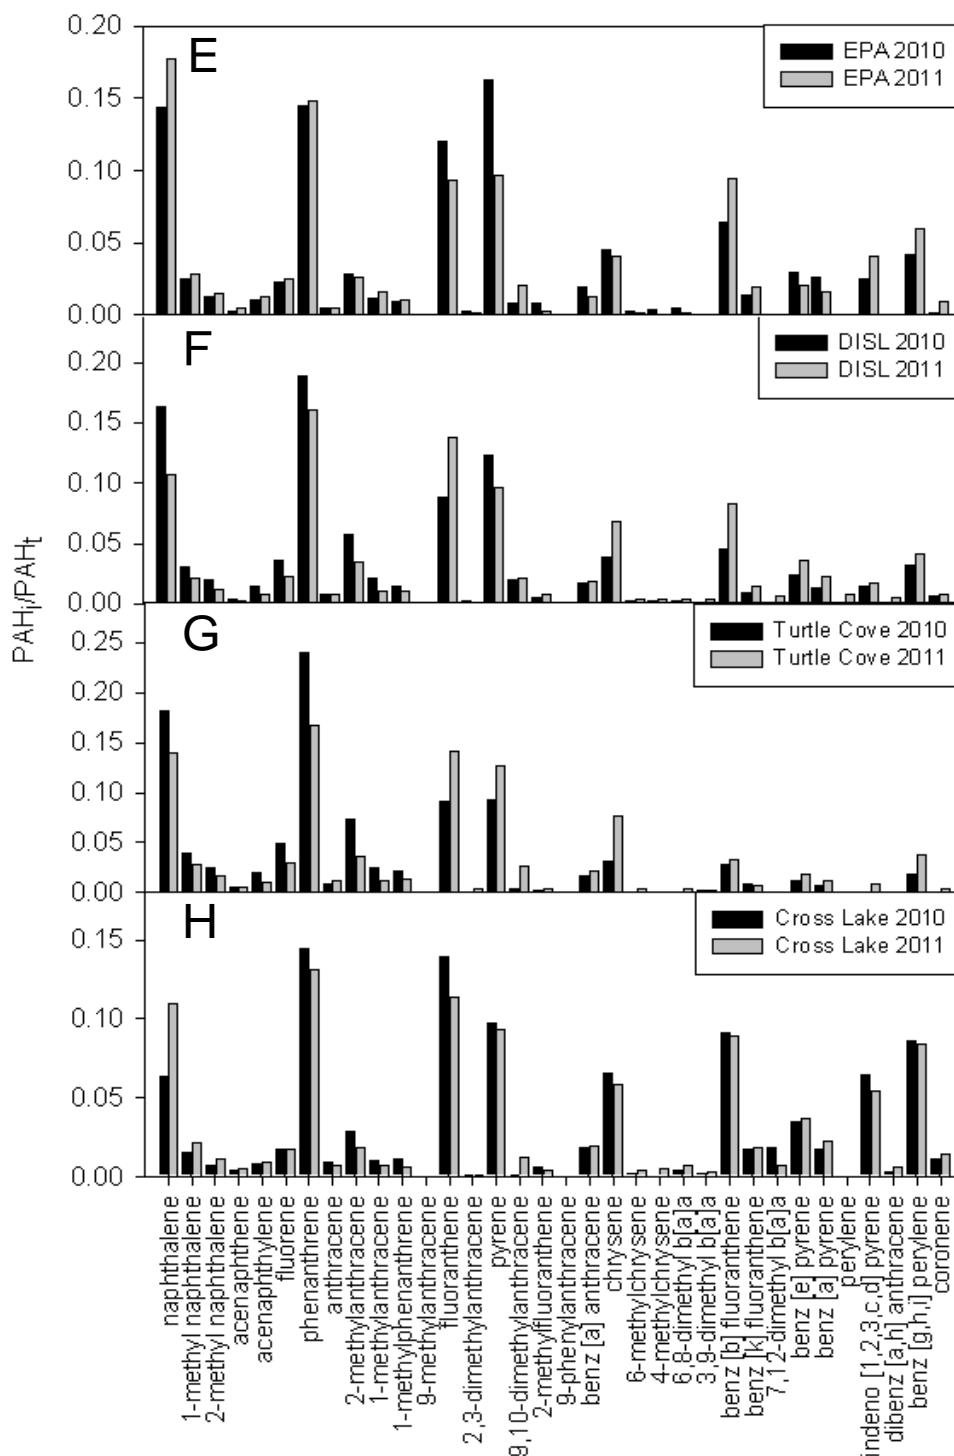 0.20
E
EPA 2010
EPA 2011
0.15
0.10
0.05
0.00
F
DISL 2010
DISL 2011
0.20
0.15
0.10
0.05
0.00
PAHi/PAHt
G
Turtle Cove 2010
Turtle Cove 2011
0.25
0.20
0.15
0.10
0.05
0.00
H
Cross Lake 2010
Cross Lake 2011
0.15
0.10
0.05
0.00
naphthalene
1-methyl naphthalene
2-methyl naphthalene
acenaphthene
acenaphthylene
fluorene
phenanthrene
anthracene
2-methylanthracene
1-methylanthracene
1-methylphenanthrene
9-methylanthracene
fluoranthene
2,3-dimethylanthracene
pyrene
9,10-dimethylanthracene
2-methylfluoranthene
9-phenylanthracene
benz [a] anthracene
chrysene
6-methylchrysene
4-methylchrysene
6,8-dimethyl b[a]a
3,9-dimethyl b[a]a
benz [b] fluoranthene
benz [k] fluoranthene
7,12-dimethyl b[a]a
benz [e] pyrene
benz [a] pyrene
perylene
indeno [1,2,3,c,d] pyrene
dibenz [a,h] anthracene
benz [g,h,i] perylene
coronene